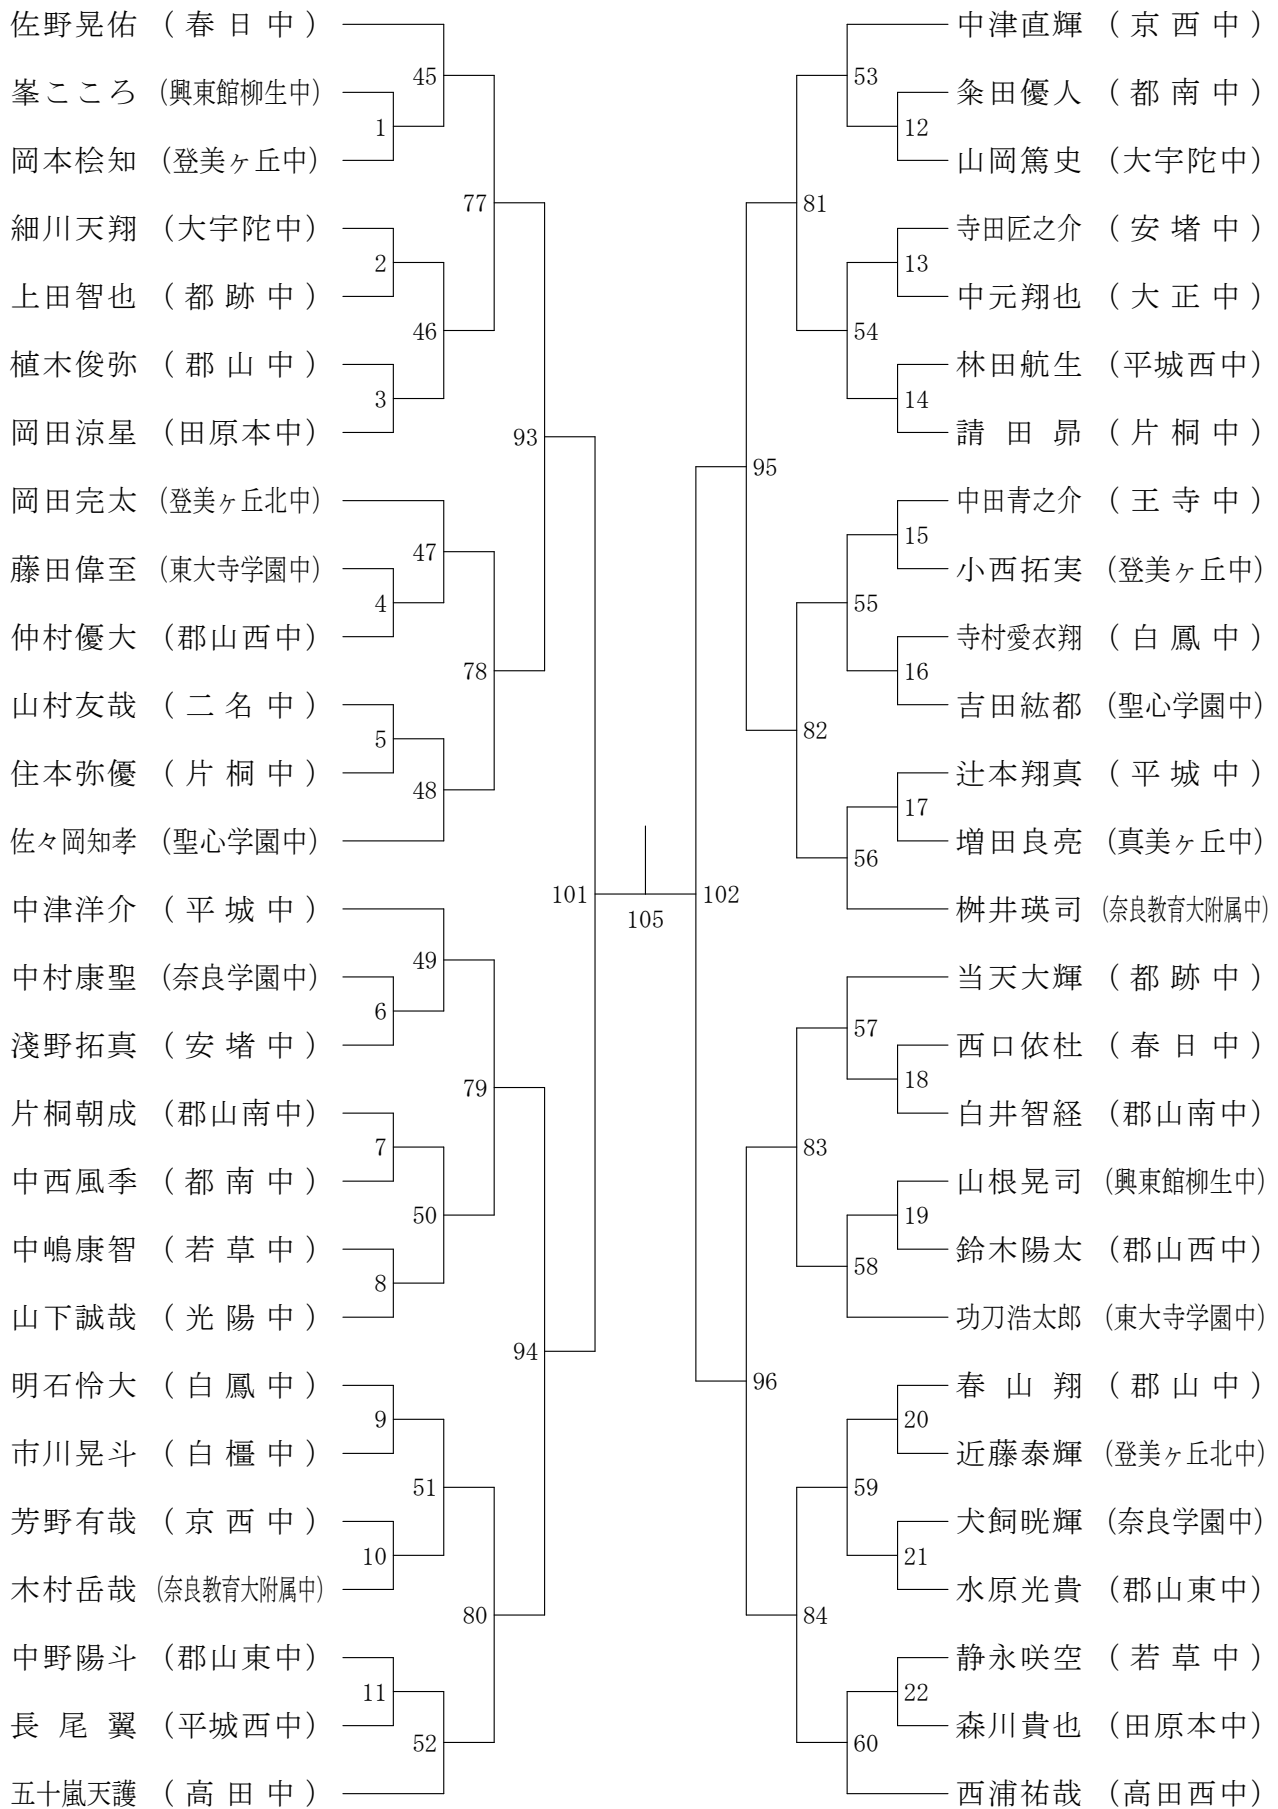 佐野晃佑 (春日中)
峯こころ (興東館柳生中)
岡本桧知 (登美ヶ丘中)
細川天翔 (大宇陀中)
上田智也 (都跡中)
植木俊弥 (郡山中)
岡田涼星 (田原本中)
岡田完太 (登美ヶ丘北中)
藤田偉至 (東大寺学園中)
仲村優大 (郡山西中)
山村友哉 (二名中)
住本弥優 (片桐中)
佐々岡知孝 (聖心学園中)
中津洋介 (平城中)
中村康聖 (奈良学園中)
淺野拓真 (安堵中)
片桐朝成 (郡山南中)
中西風季 (都南中)
中嶋康智 (若草中)
山下誠哉 (光陽中)
明石怜大 (白鳳中)
市川晃斗 (白橿中)
芳野有哉 (京西中)
木村岳哉 (奈良教育大附属中)
中野陽斗 (郡山東中)
長尾翼 (平城西中)
五十嵐天護 (高田中)
1
2
3
4
5
6
7
8
9
10
11
45
46
47
48
49
50
51
52
77
78
79
80
93
94
101
105
102
95
96
81
82
83
84
53
54
55
56
57
58
59
60
12
13
14
15
16
17
18
19
20
21
22
中津直輝 (京西中)
粂田優人 (都南中)
山岡篤史 (大宇陀中)
寺田匠之介 (安堵中)
中元翔也 (大正中)
林田航生 (平城西中)
請田昴 (片桐中)
中田青之介 (王寺中)
小西拓実 (登美ヶ丘中)
寺村愛衣翔 (白鳳中)
吉田紘都 (聖心学園中)
辻本翔真 (平城中)
増田良亮 (真美ヶ丘中)
桝井瑛司 (奈良教育大附属中)
当天大輝 (都跡中)
西口依杜 (春日中)
白井智経 (郡山南中)
山根晃司 (興東館柳生中)
鈴木陽太 (郡山西中)
功刀浩太郎 (東大寺学園中)
春山翔 (郡山中)
近藤泰輝 (登美ヶ丘北中)
犬飼晄輝 (奈良学園中)
水原光貴 (郡山東中)
静永咲空 (若草中)
森川貴也 (田原本中)
西浦祐哉 (高田西中)